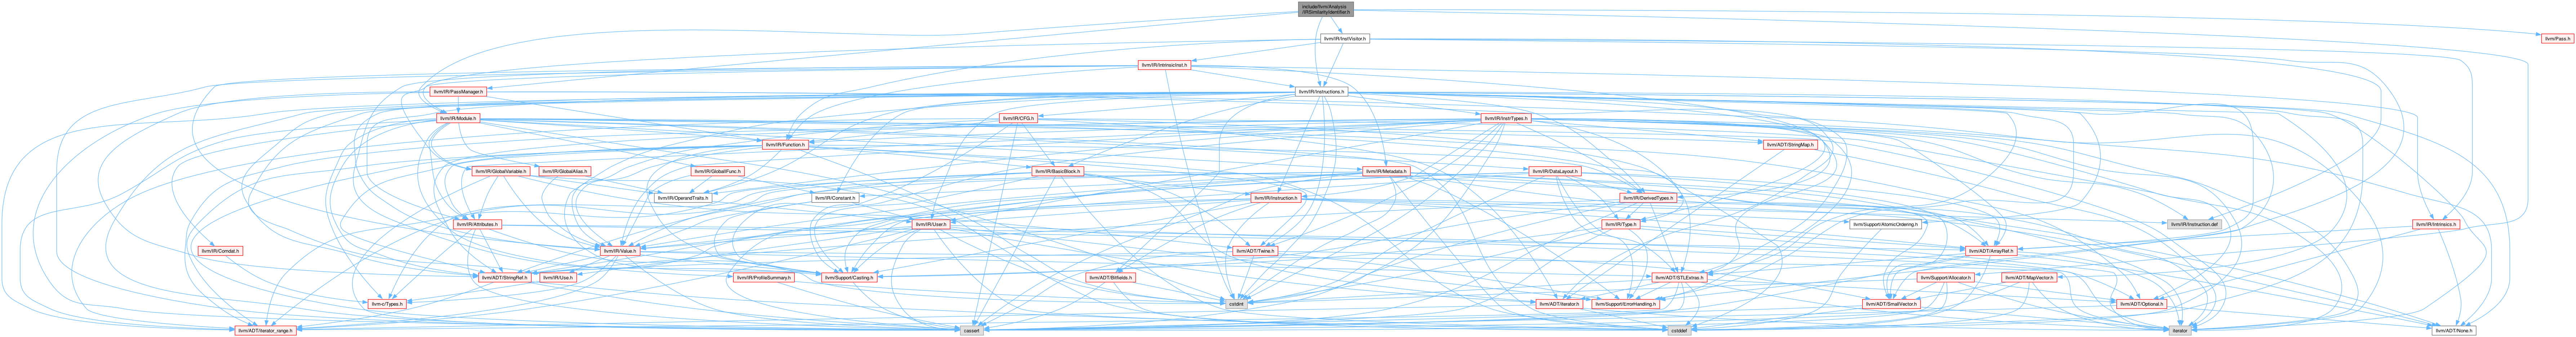 include/llvm/Analysis
/IRSimilarityIdentifier.h
llvm/IR/InstVisitor.h
llvm/Pass.h
llvm/IR/IntrinsicInst.h
llvm/IR/PassManager.h
llvm/IR/Instructions.h
llvm/IR/Module.h
llvm/IR/CFG.h
llvm/IR/InstrTypes.h
llvm/IR/Function.h
llvm/ADT/StringMap.h
llvm/IR/GlobalVariable.h
llvm/IR/GlobalAlias.h
llvm/IR/GlobalIFunc.h
llvm/IR/BasicBlock.h
llvm/IR/Metadata.h
llvm/IR/DataLayout.h
llvm/IR/OperandTraits.h
llvm/IR/Constant.h
llvm/IR/Instruction.h
llvm/IR/DerivedTypes.h
llvm/IR/Attributes.h
llvm/IR/User.h
llvm/IR/Type.h
llvm/Support/AtomicOrdering.h
llvm/IR/Instruction.def
llvm/IR/Intrinsics.h
llvm/IR/Comdat.h
llvm/IR/Value.h
llvm/ADT/Twine.h
llvm/ADT/ArrayRef.h
llvm/ADT/StringRef.h
llvm/IR/Use.h
llvm/IR/ProfileSummary.h
llvm/Support/Casting.h
llvm/ADT/Bitfields.h
llvm/ADT/STLExtras.h
llvm/Support/Allocator.h
llvm/ADT/MapVector.h
llvm-c/Types.h
cstdint
llvm/ADT/iterator.h
llvm/Support/ErrorHandling.h
llvm/ADT/SmallVector.h
llvm/ADT/Optional.h
llvm/ADT/iterator_range.h
cassert
cstddef
iterator
llvm/ADT/None.h